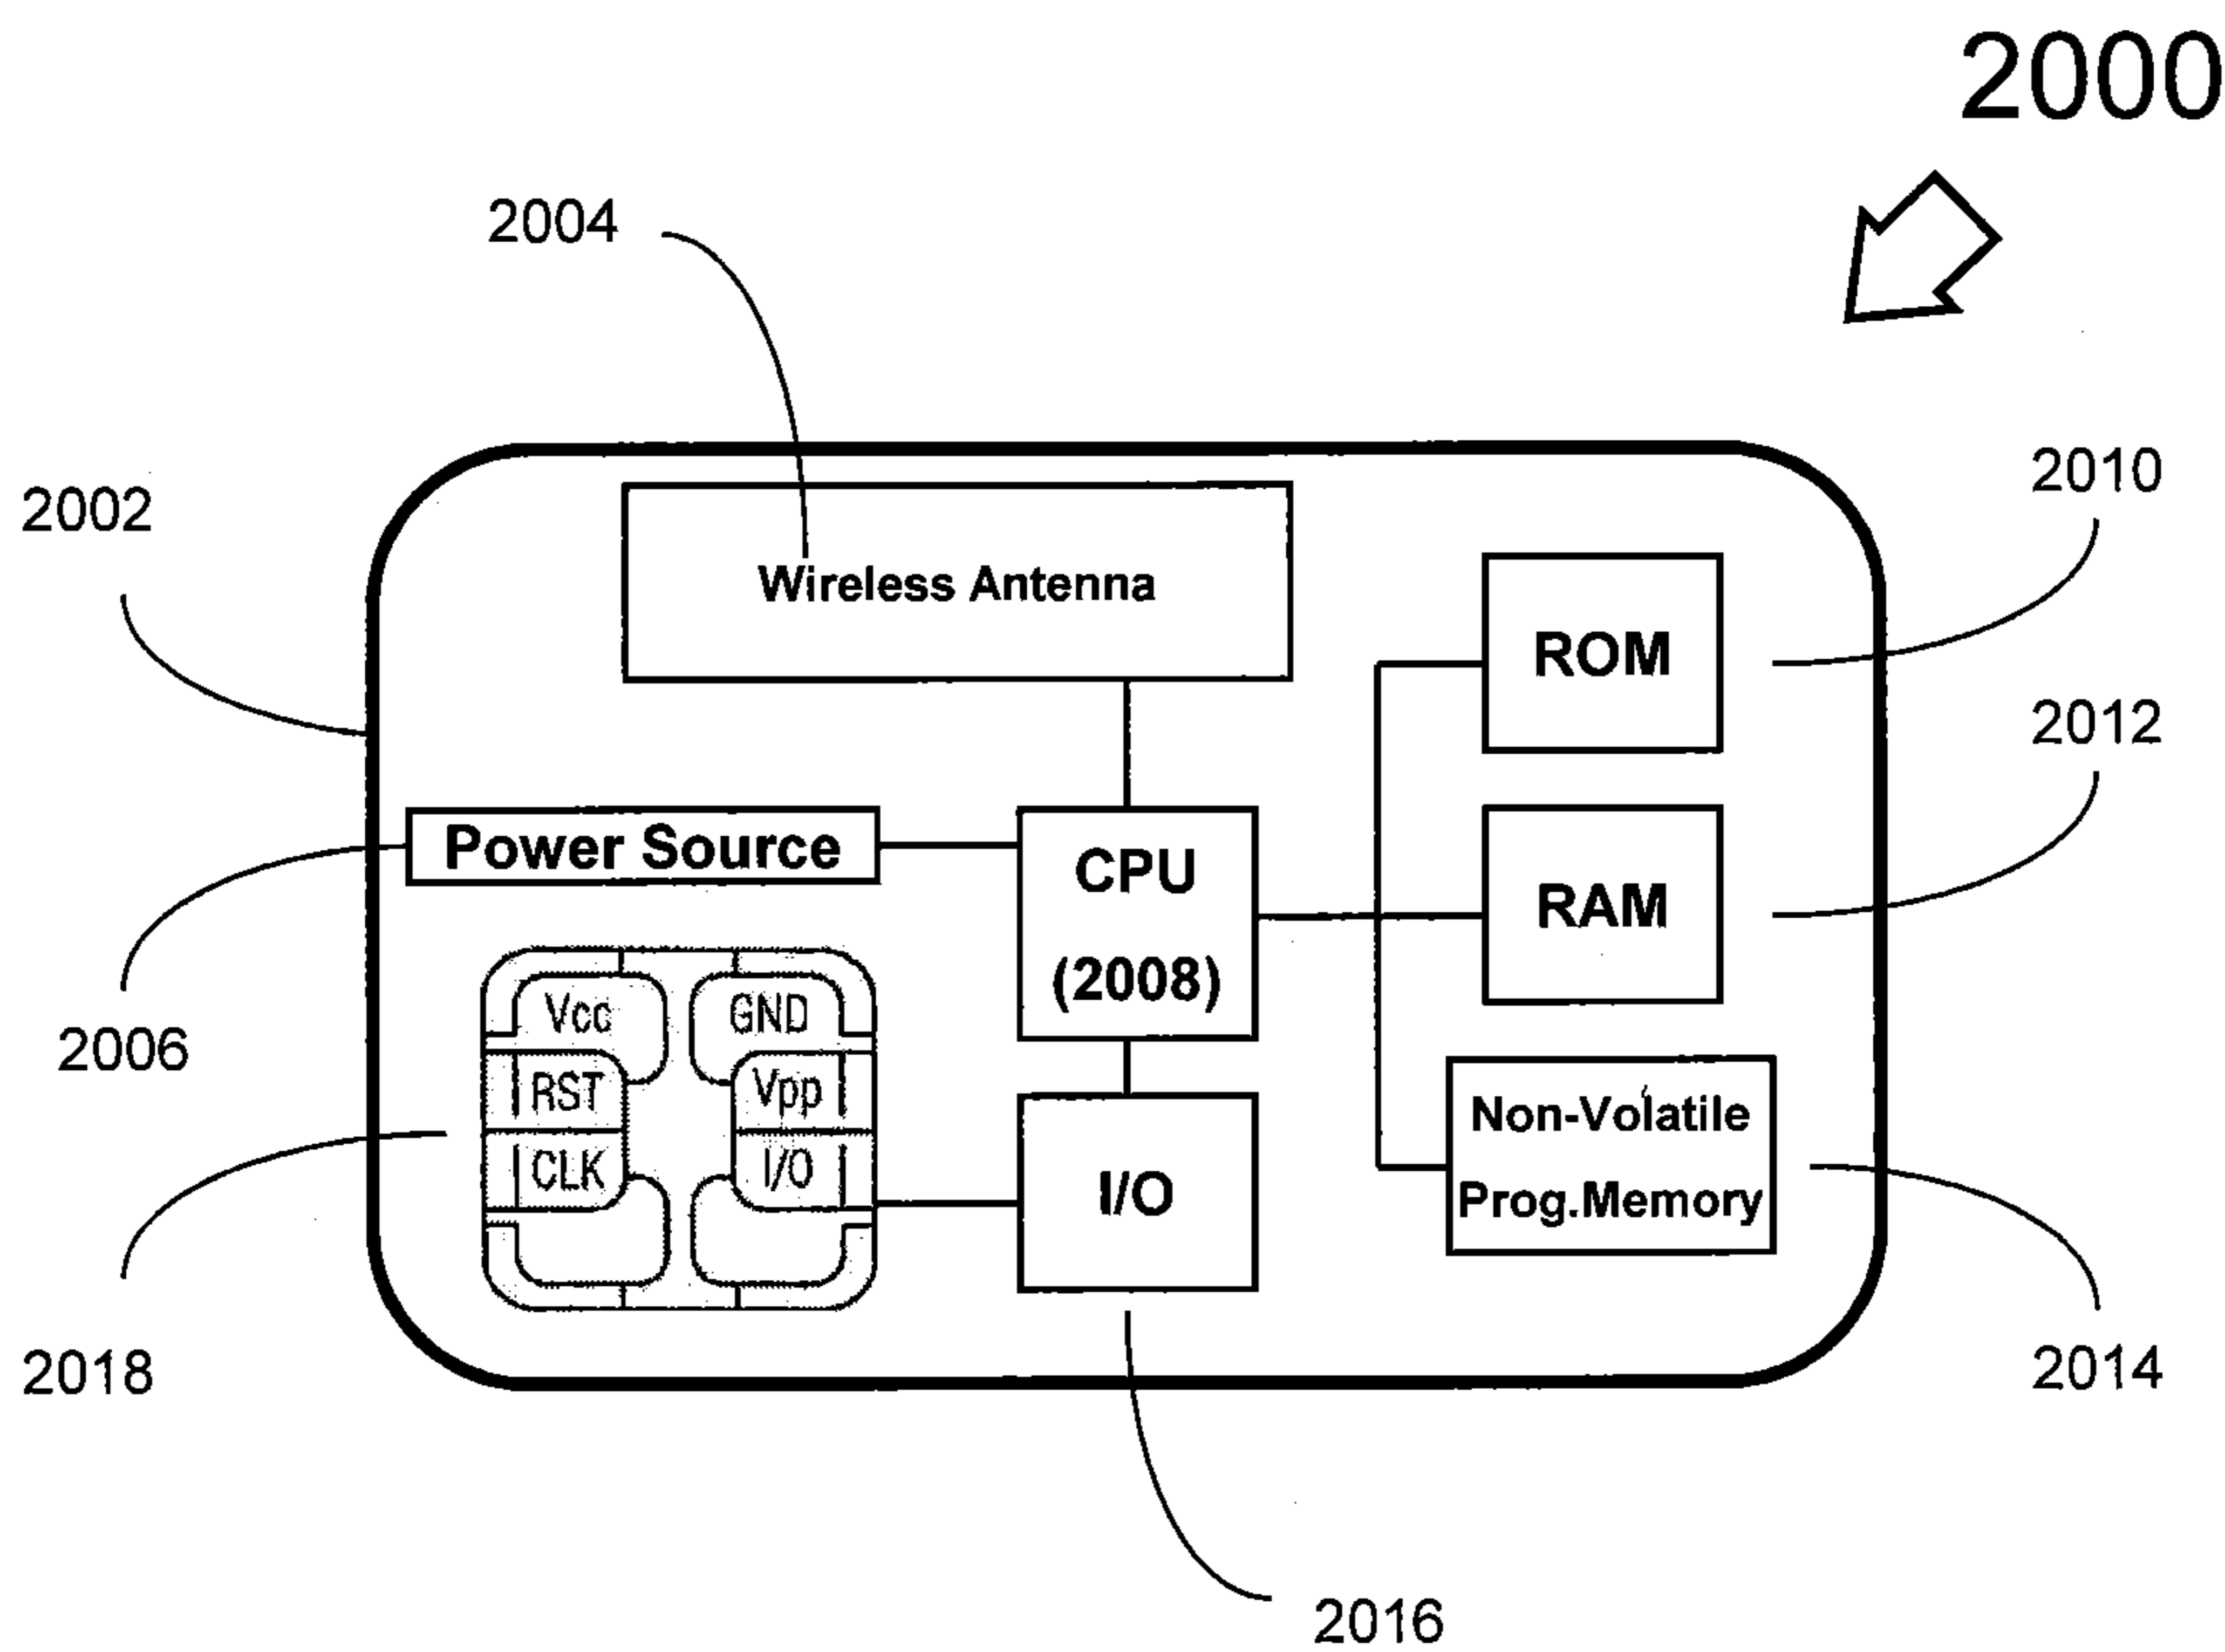 2000
2004
2002
2010
Wireless Antenna
ROM
2012
Power Source
CPU
(2008)
RAM
2006
Vcc GND
RST Vpp
CLK I/O
I/O
Non-Volatile
Prog.Memory
2018
2014
2016